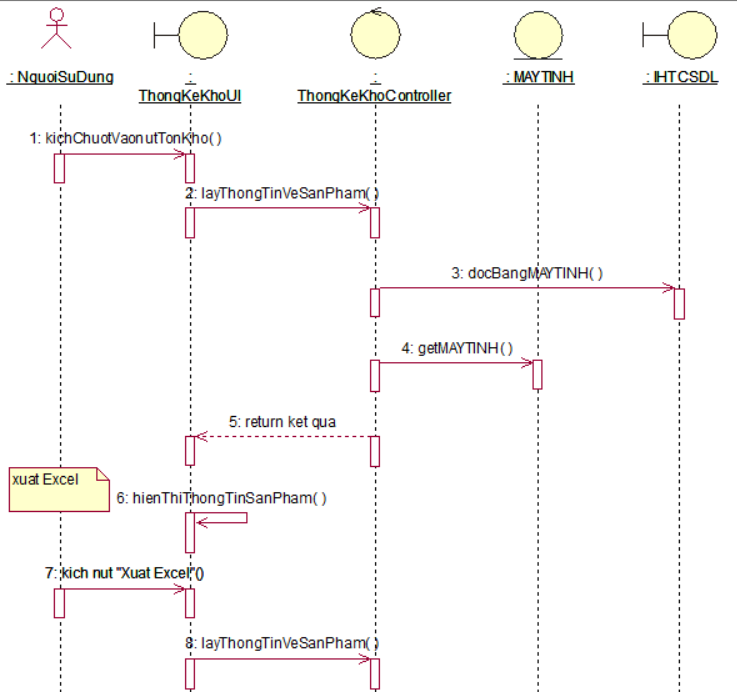 : NguoiSuDung
:
ThongKeKhoUI
:
ThongKeKhoController
: MAYTINH
: IHTCSDL
1: kichChuotVaonutTonKho( )
2: layThongTinVeSanPham( )
3: docBangMAYTINH( )
4: getMAYTINH( )
5: return ket qua
xuat Excel
6: hienThiThongTinSanPham( )
7: kich nut "Xuat Excel"()
8: layThongTinVeSanPham( )